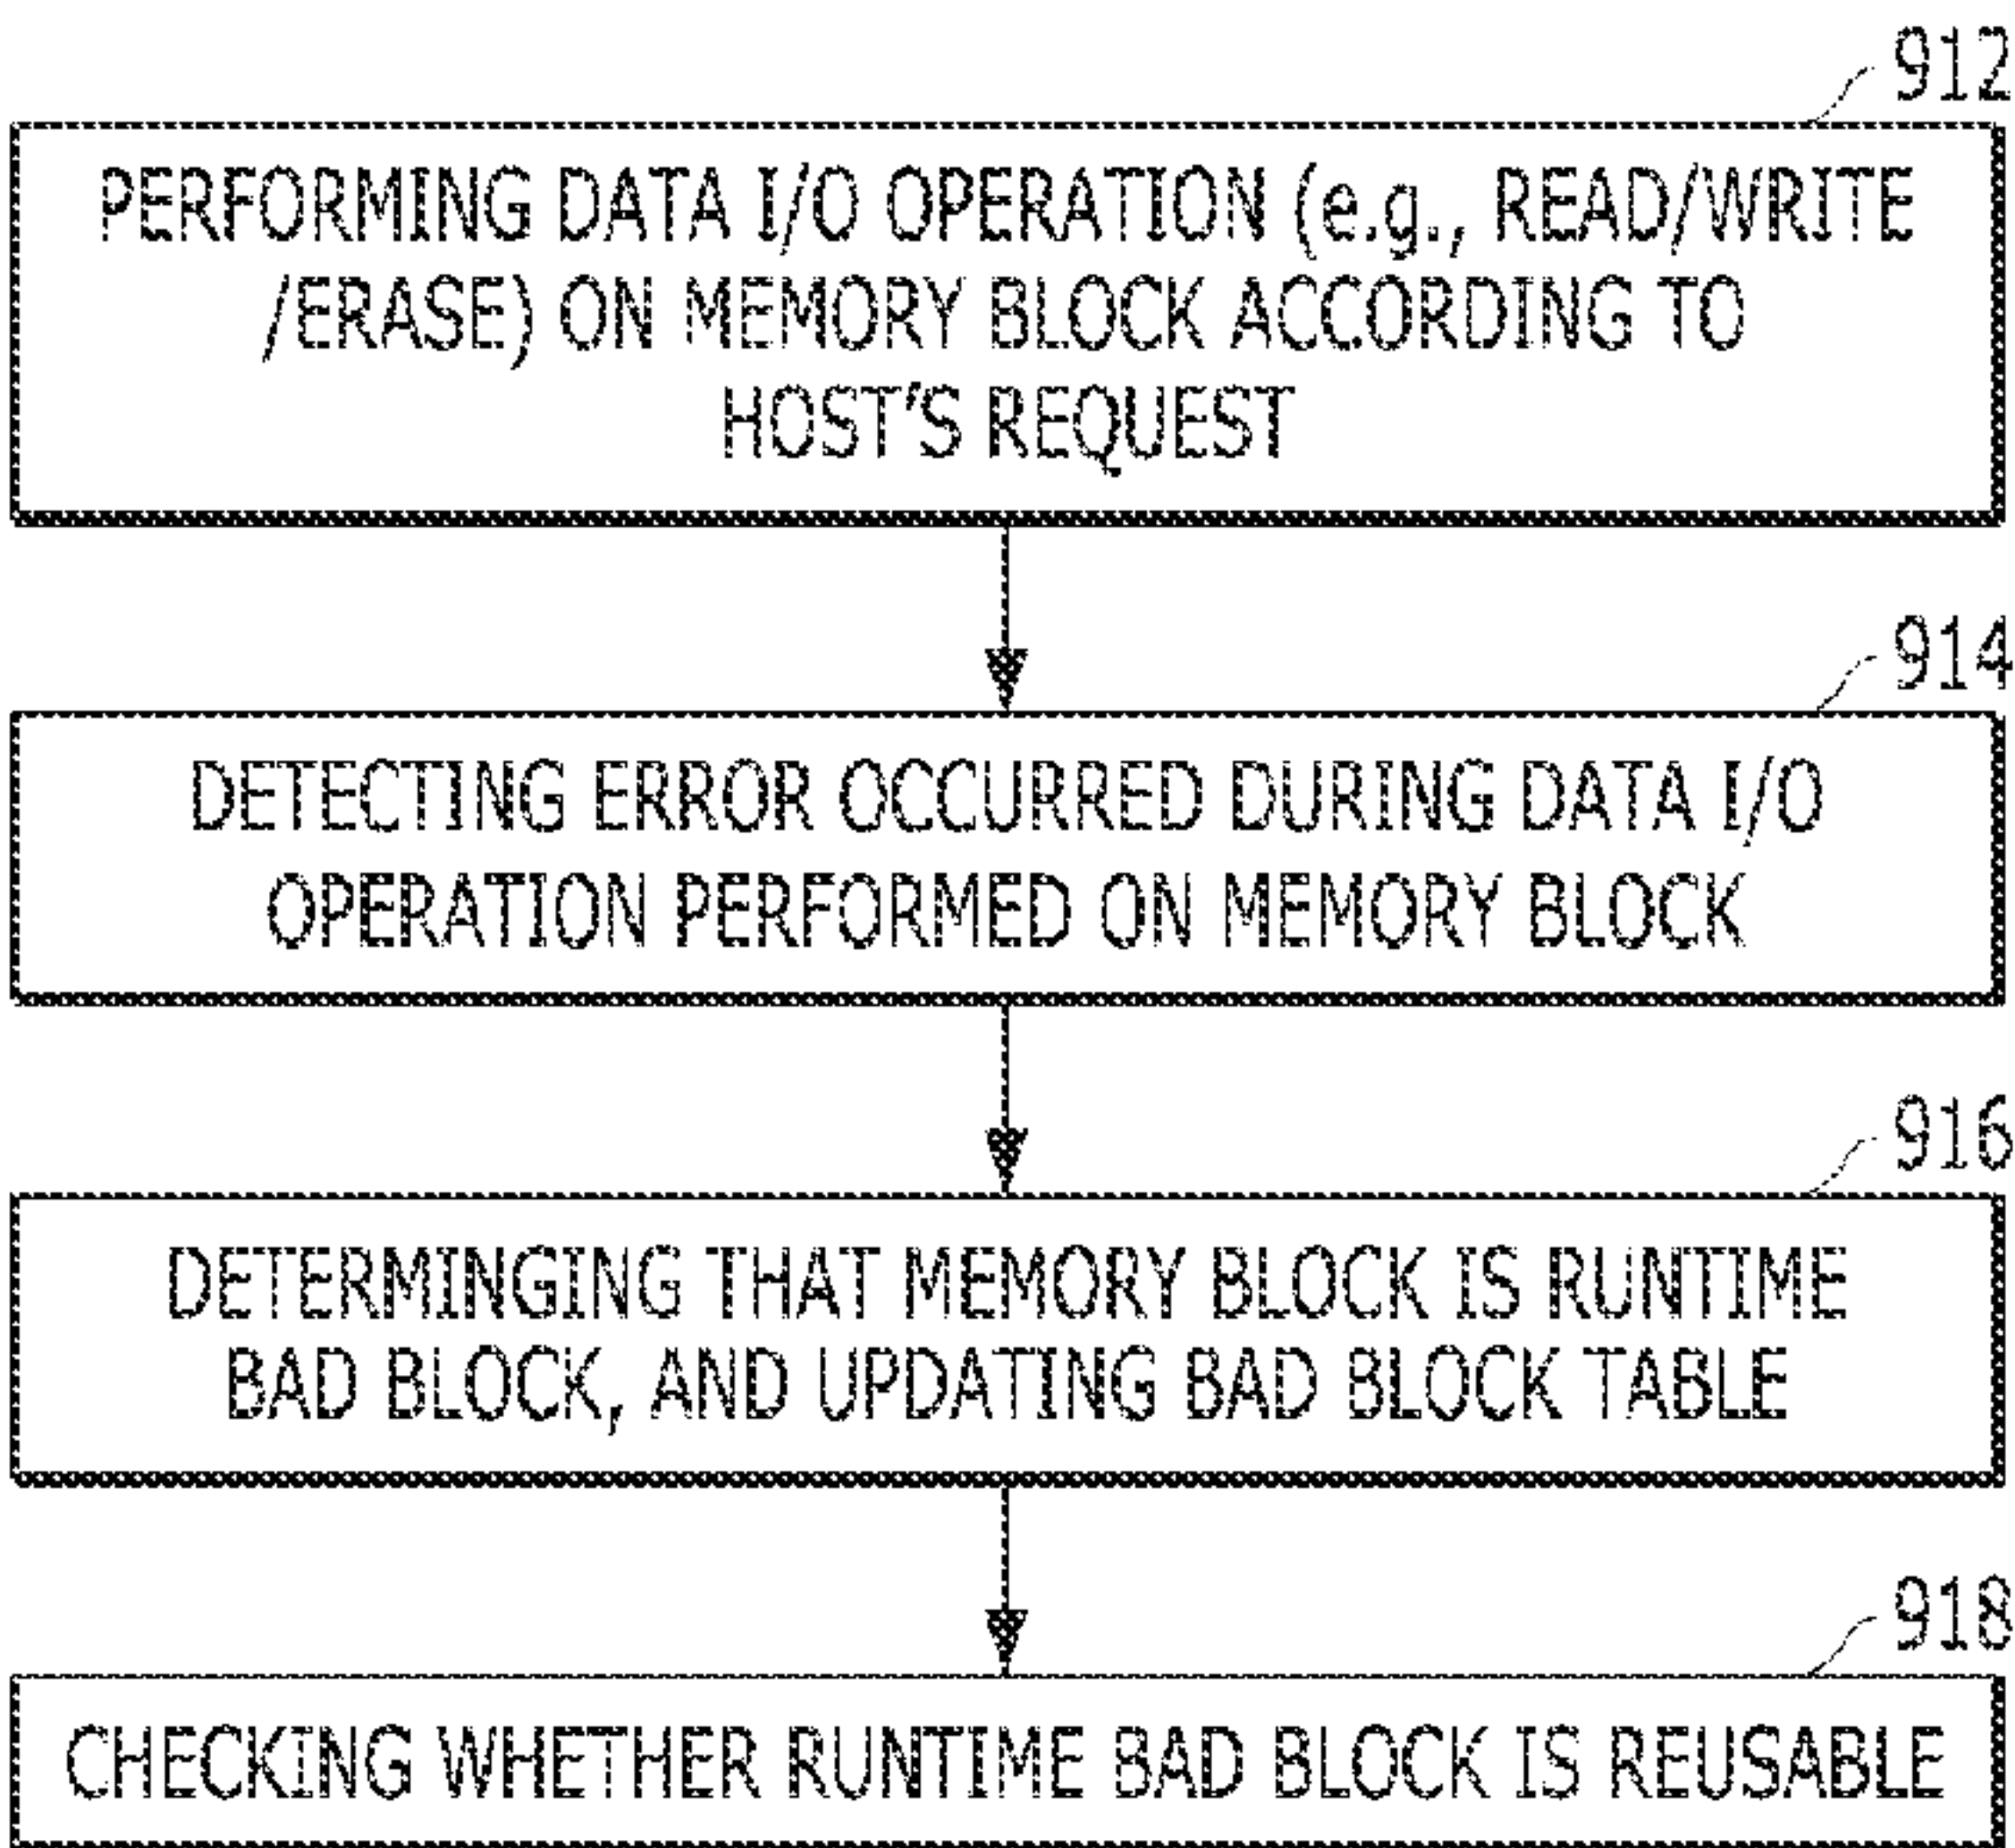 912
PERFORMING DATA I/O OPERATION (e.g., READ/WRITE
/ERASE) ON MEMORY BLOCK ACCORDING TO
HOST'S REQUEST
914
DETECTING ERROR OCCURRED DURING DATA I/O
OPERATION PERFORMED ON MEMORY BLOCK
916
DETERMINGING THAT MEMORY BLOCK IS RUNTIME
BAD BLOCK, AND UPDATING BAD BLOCK TABLE
918
CHECKING WHETHER RUNTIME BAD BLOCK IS REUSABLE